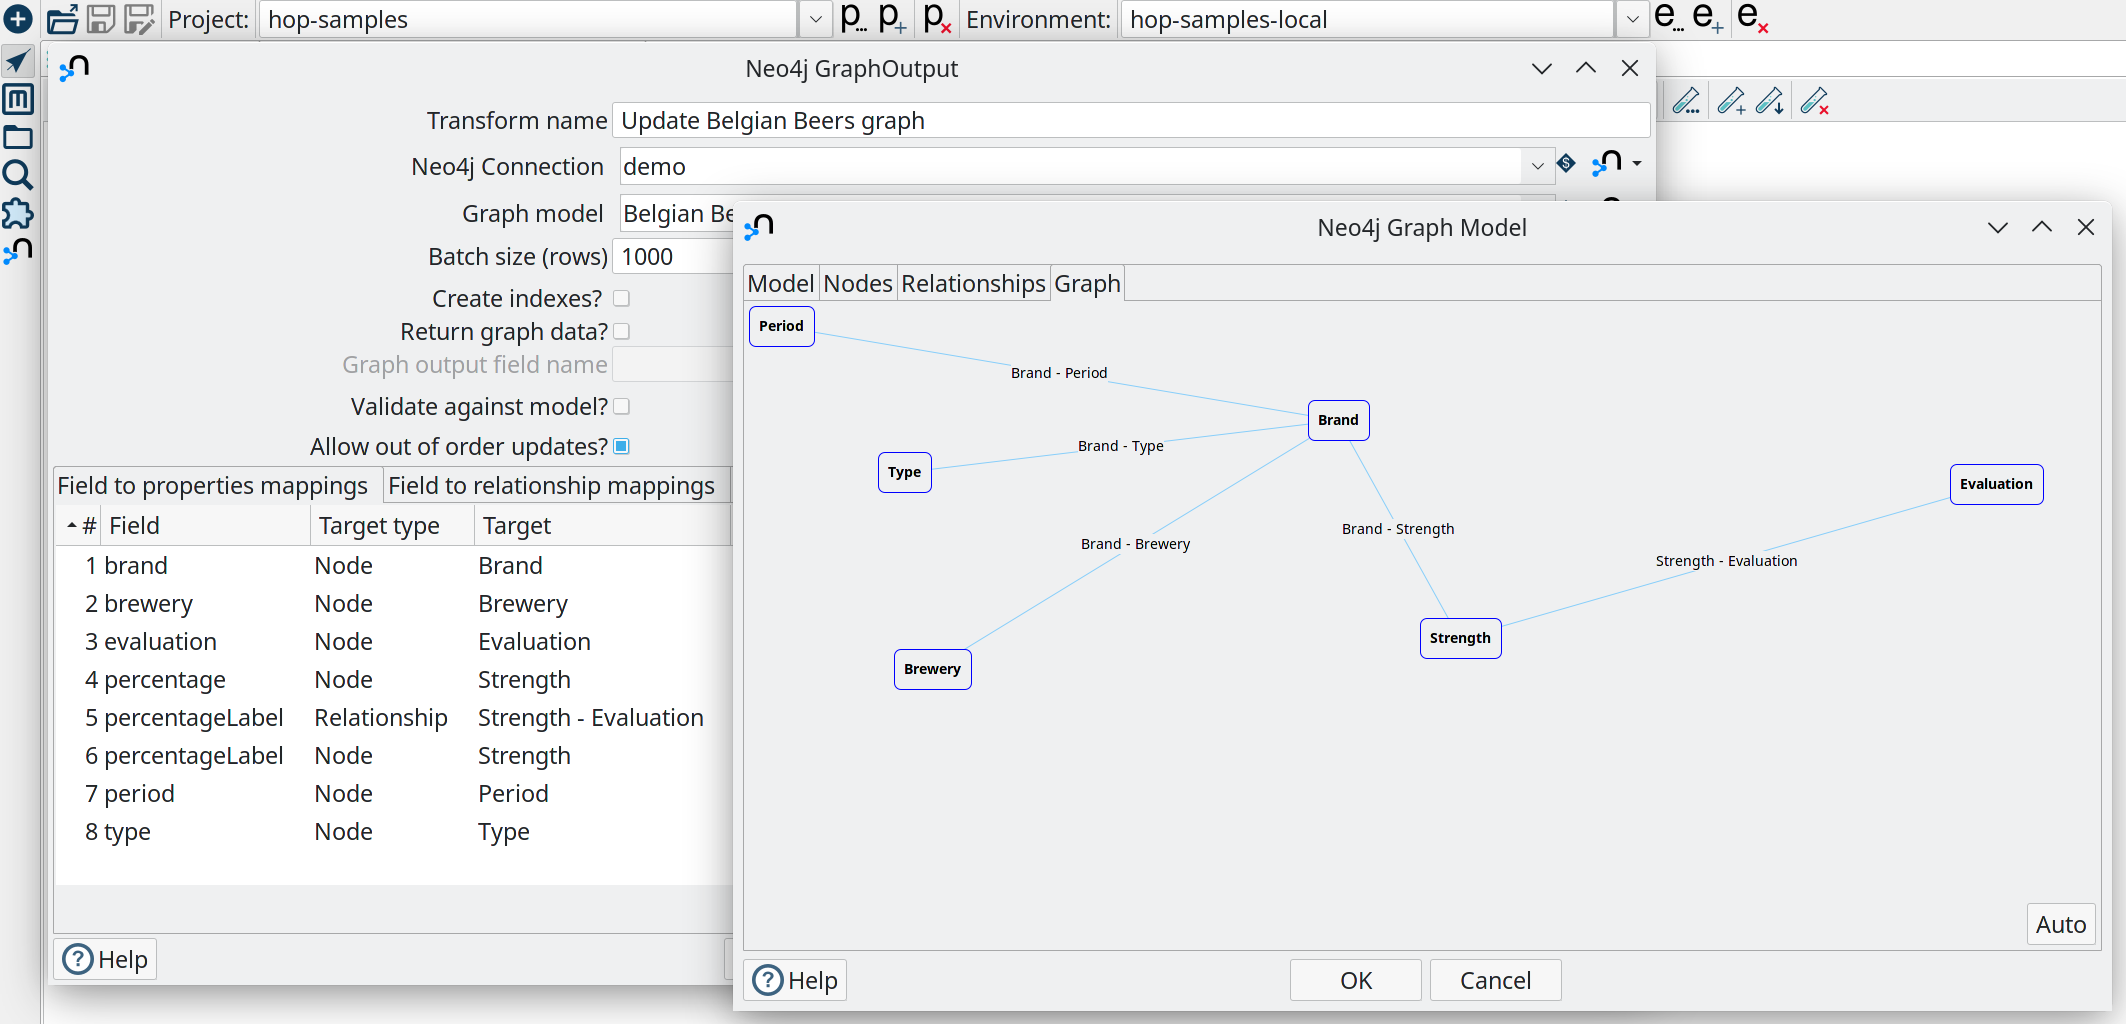 Project: hop-samples Environment: hop-samples-local
Neo4j GraphOutput
Transform name Update Belgian Beers graph
Neo4j Connection demo
Graph model Belgian Be
Batch size (rows) 1000
Create indexes?
Return graph data?
Graph output field name
Validate against model?
Allow out of order updates?
Field to properties mappings Field to relationship mappings
# Field Target type Target
1 brand Node Brand
2 brewery Node Brewery
3 evaluation Node Evaluation
4 percentage Node Strength
5 percentageLabel Relationship Strength - Evaluation
6 percentageLabel Node Strength
7 period Node Period
8 type Node Type
Help
Neo4j Graph Model
Model Nodes Relationships Graph
Period
Brand - Period
Brand
Brand - Type
Type
Evaluation
Brand - Strength
Brand - Brewery
Strength - Evaluation
Strength
Brewery
Auto
Help OK Cancel